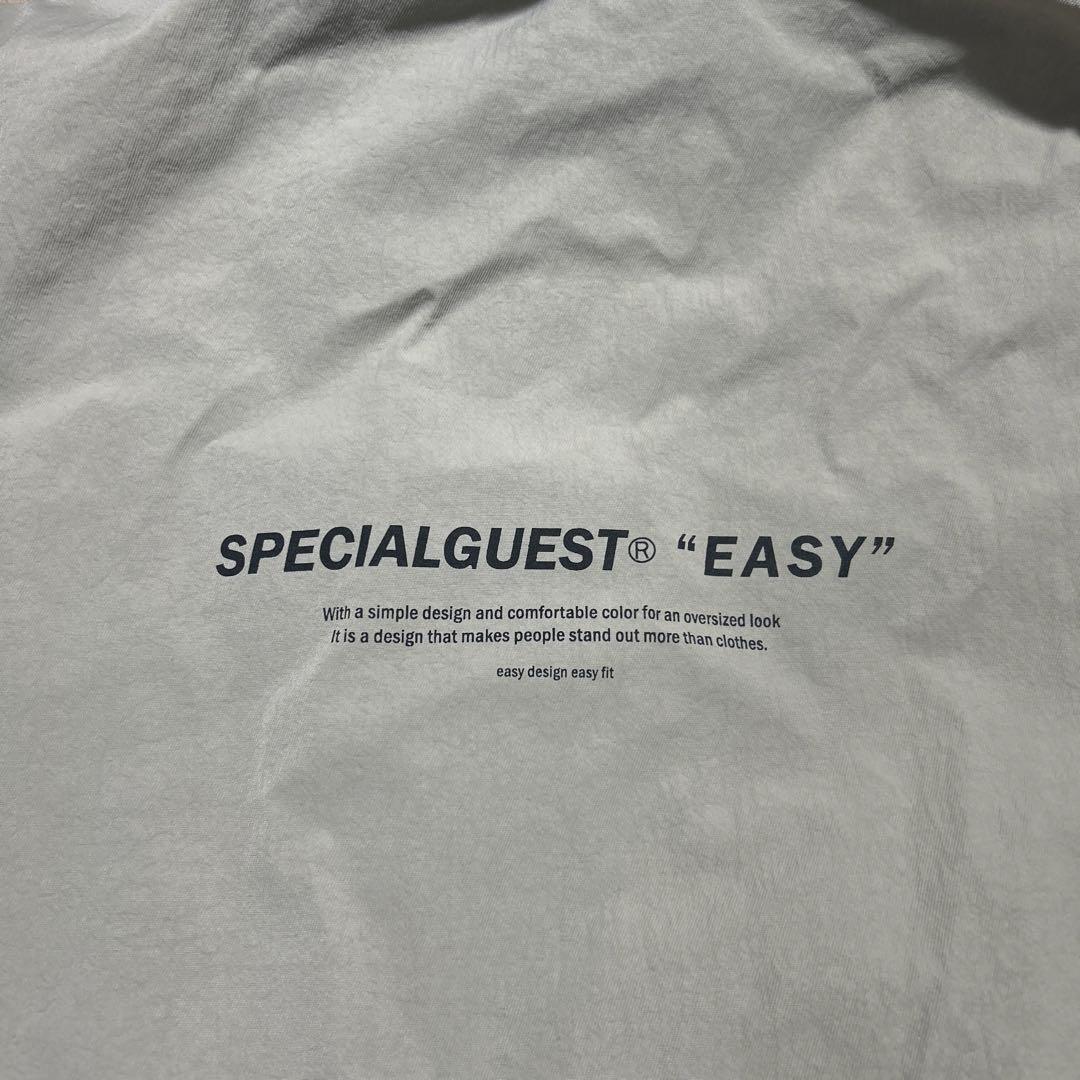 SPECIALGUEST® “EASY”
With a simple design and comfortable color for an oversized look
It is a design that makes people stand out more than clothes.
easy design easy fit